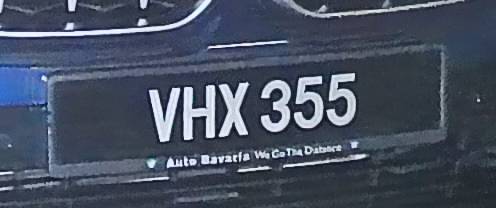 VHX 355
Auto Bavaria We Go The Distance